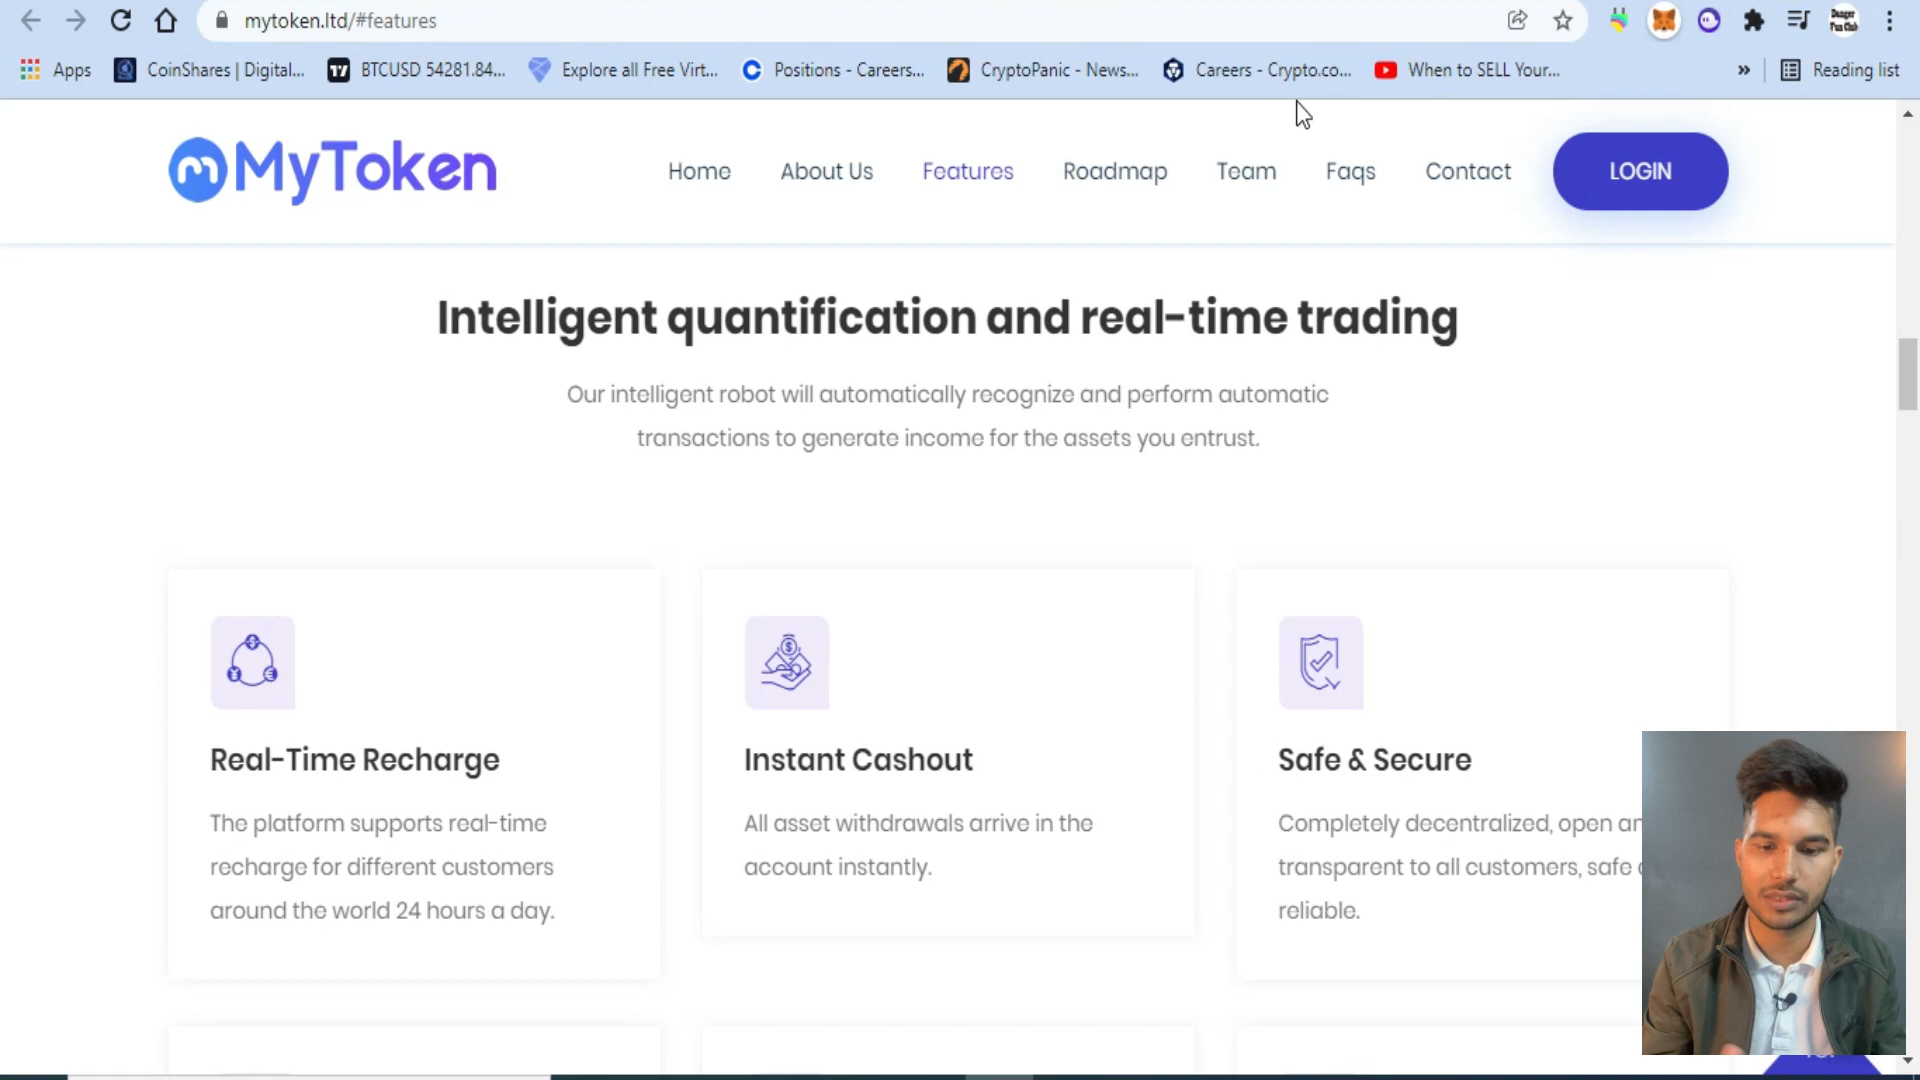 mytoken.ltd/#features
Danger
Fun Club
Apps
CoinShares | Digital...
BTCUSD 54281.84...
Explore all Free Virt...
Positions - Careers...
CryptoPanic - News...
Careers - Crypto.co...
When to SELL Your...
»
Reading list
MyToken
Home
About Us
Features
Roadmap
Team
Faqs
Contact
LOGIN
Intelligent quantification and real-time trading
Our intelligent robot will automatically recognize and perform automatic
transactions to generate income for the assets you entrust.
Real-Time Recharge
The platform supports real-time
recharge for different customers
around the world 24 hours a day.
Instant Cashout
All asset withdrawals arrive in the
account instantly.
Safe & Secure
Completely decentralized, open an
transparent to all customers, safe
reliable.